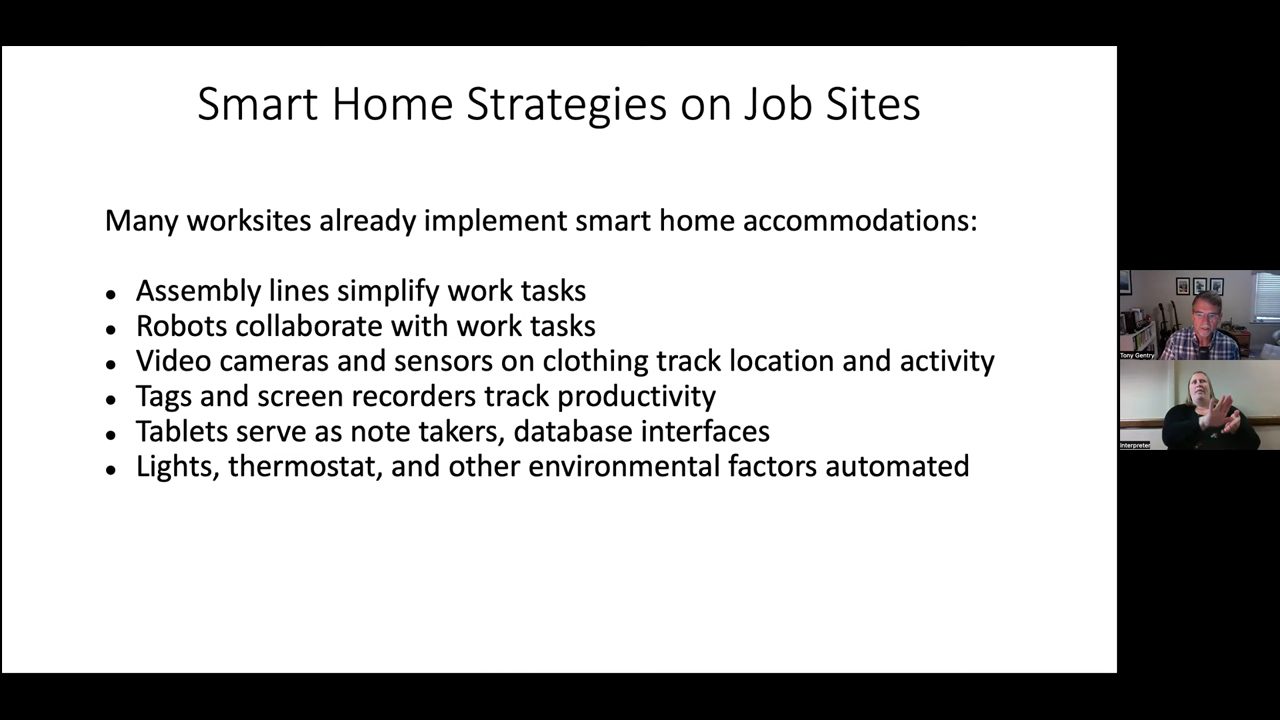 Smart Home Strategies on Job Sites
Many worksites already implement smart home accommodations:
• Assembly lines simplify work tasks
• Robots collaborate with work tasks
• Video cameras and sensors on clothing track location and activity
• Tags and screen recorders track productivity
• Tablets serve as note takers, database interfaces
• Lights, thermostat, and other environmental factors automated
Tony Gentry
Interpreter